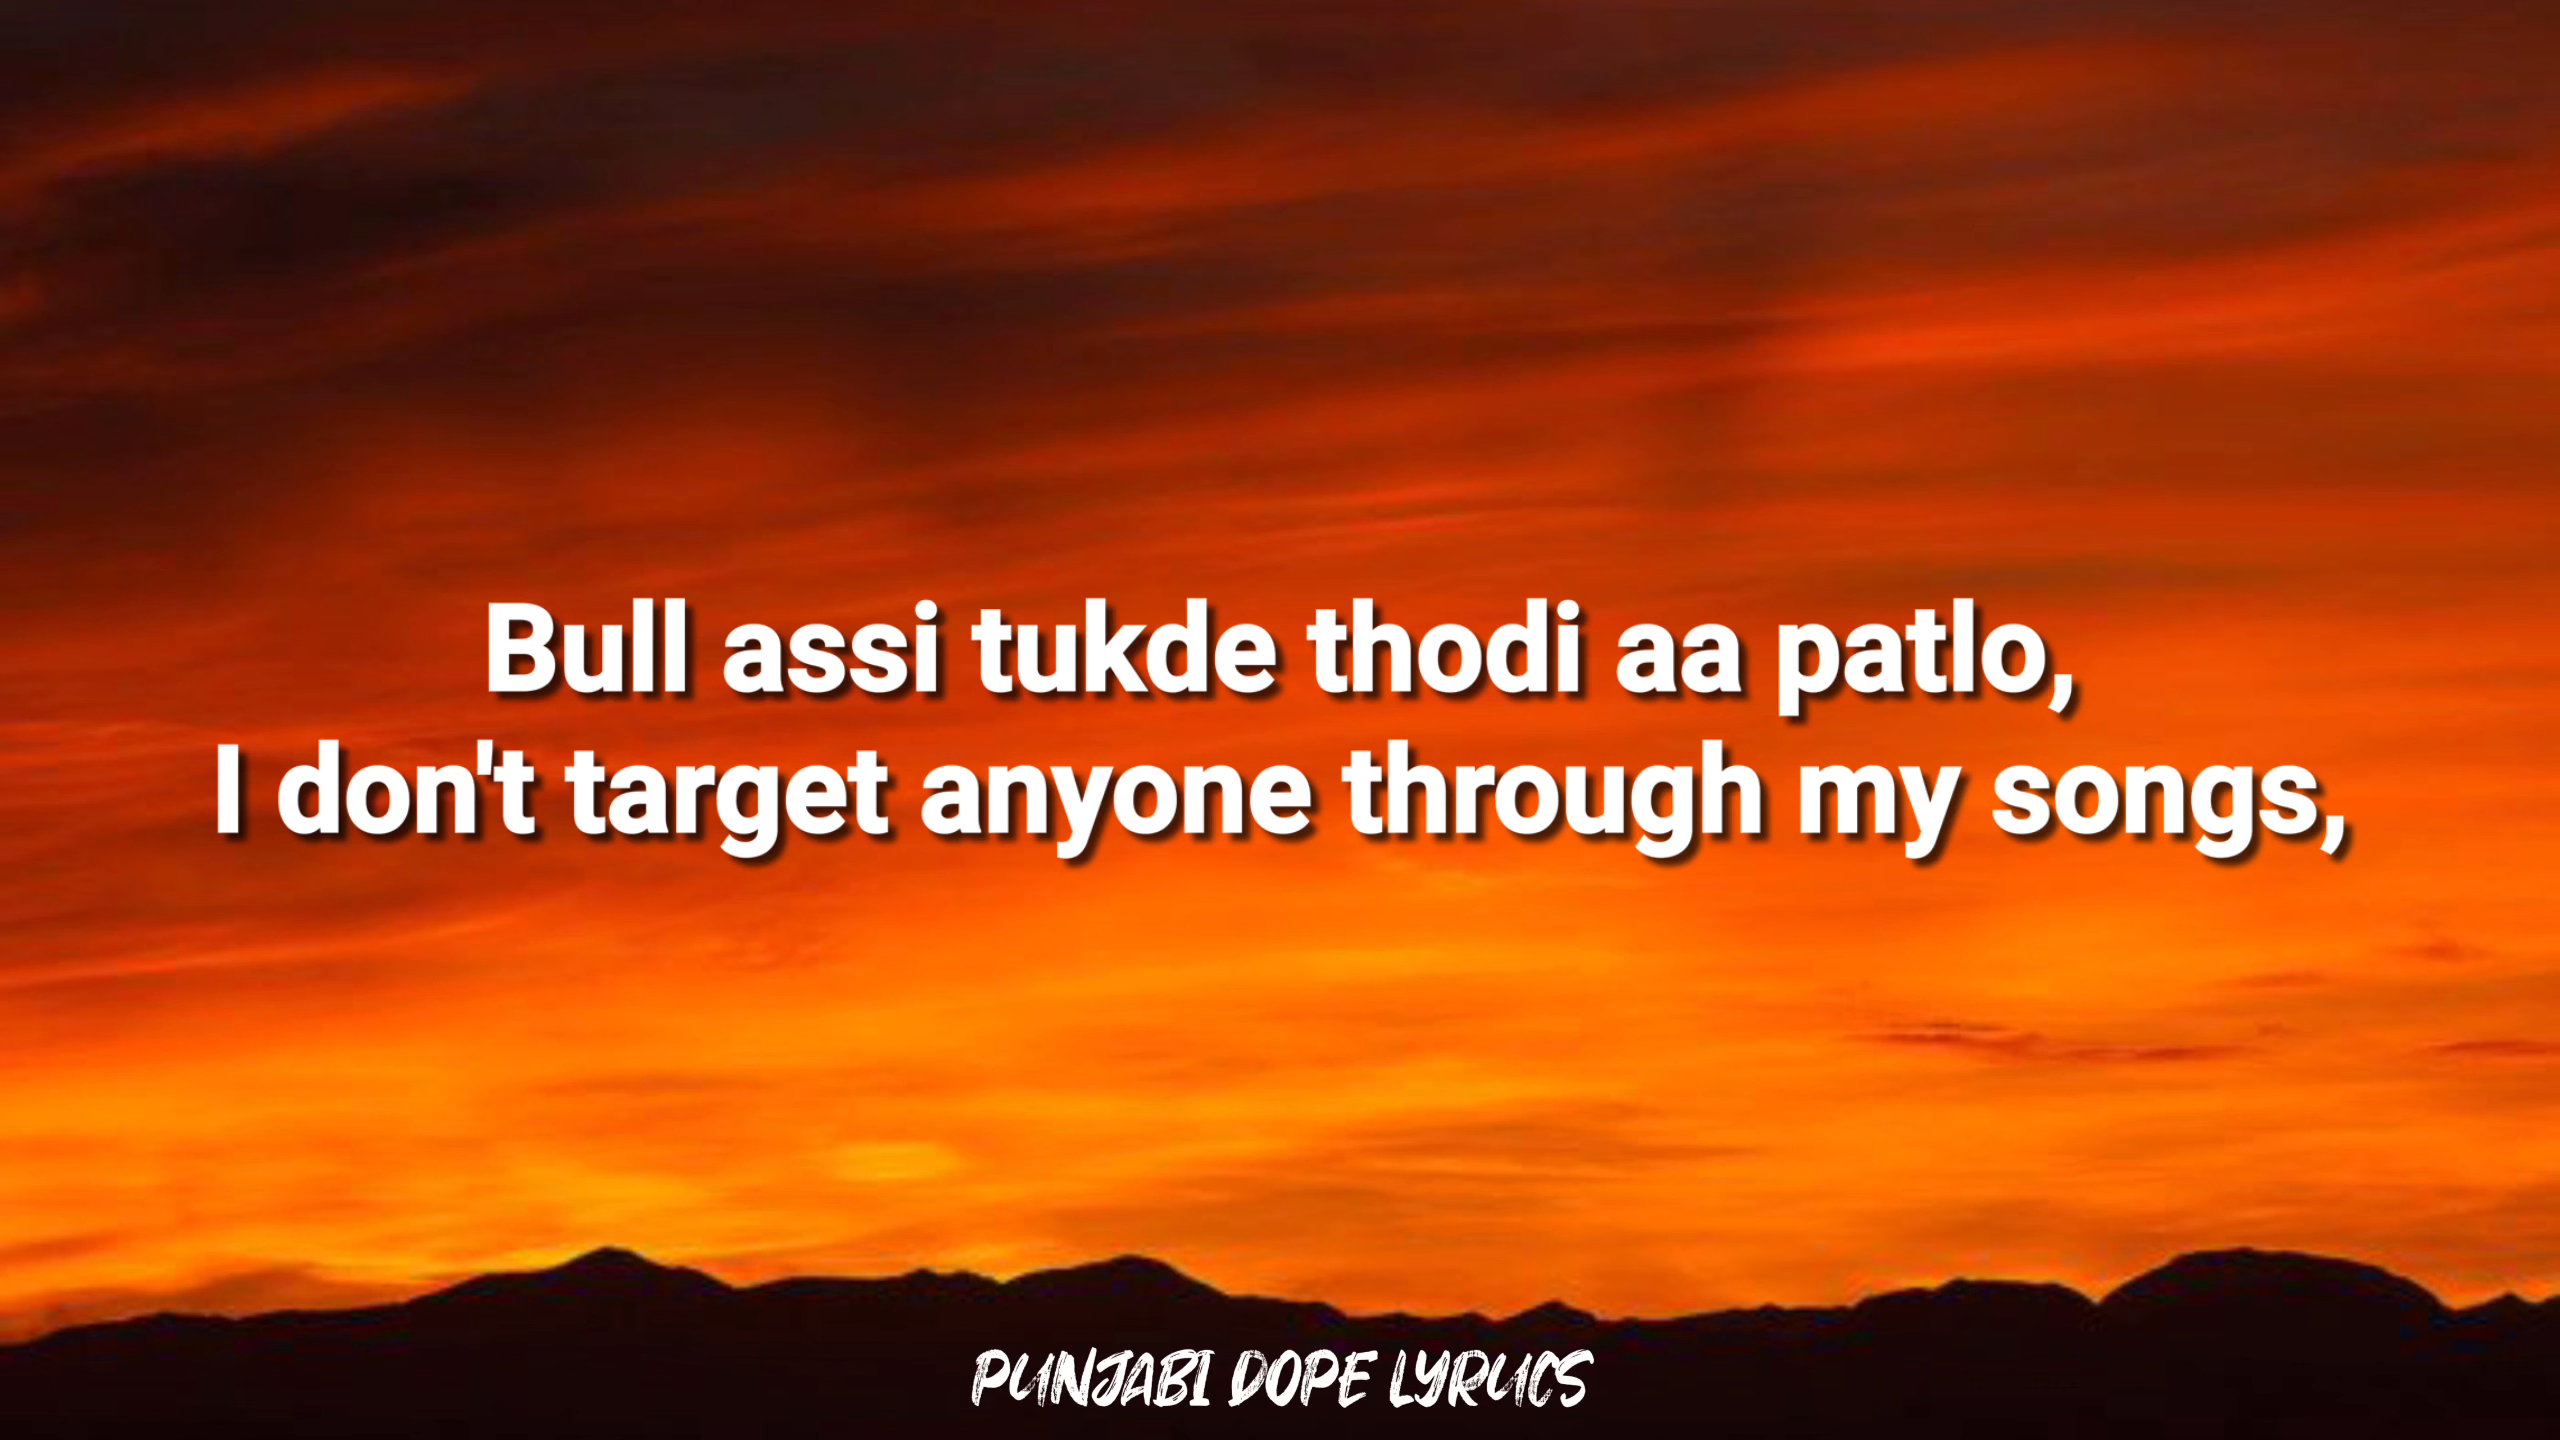 Bull assi tukde thodi aa patlo,
I don't target anyone through my songs,
PUNJABI DOPE LYRICS